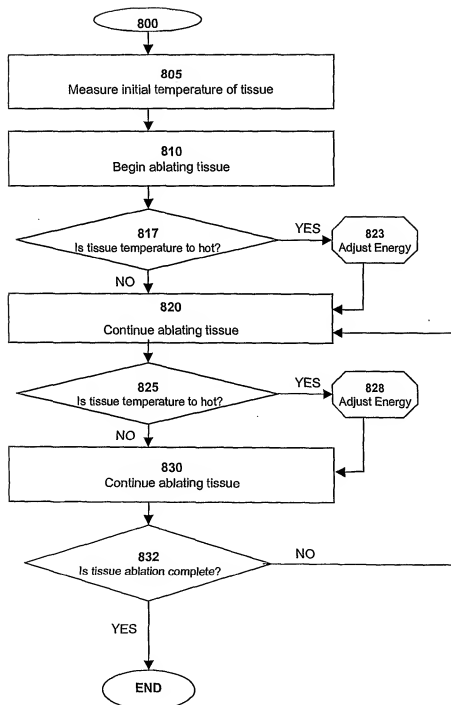 800
805
Measure initial temperature of tissue
810
Begin ablating tissue
817
Is tissue temperature to hot?
YES
823
Adjust Energy
NO
820
Continue ablating tissue
825
Is tissue temperature to hot?
YES
828
Adjust Energy
NO
830
Continue ablating tissue
832
Is tissue ablation complete?
NO
YES
END